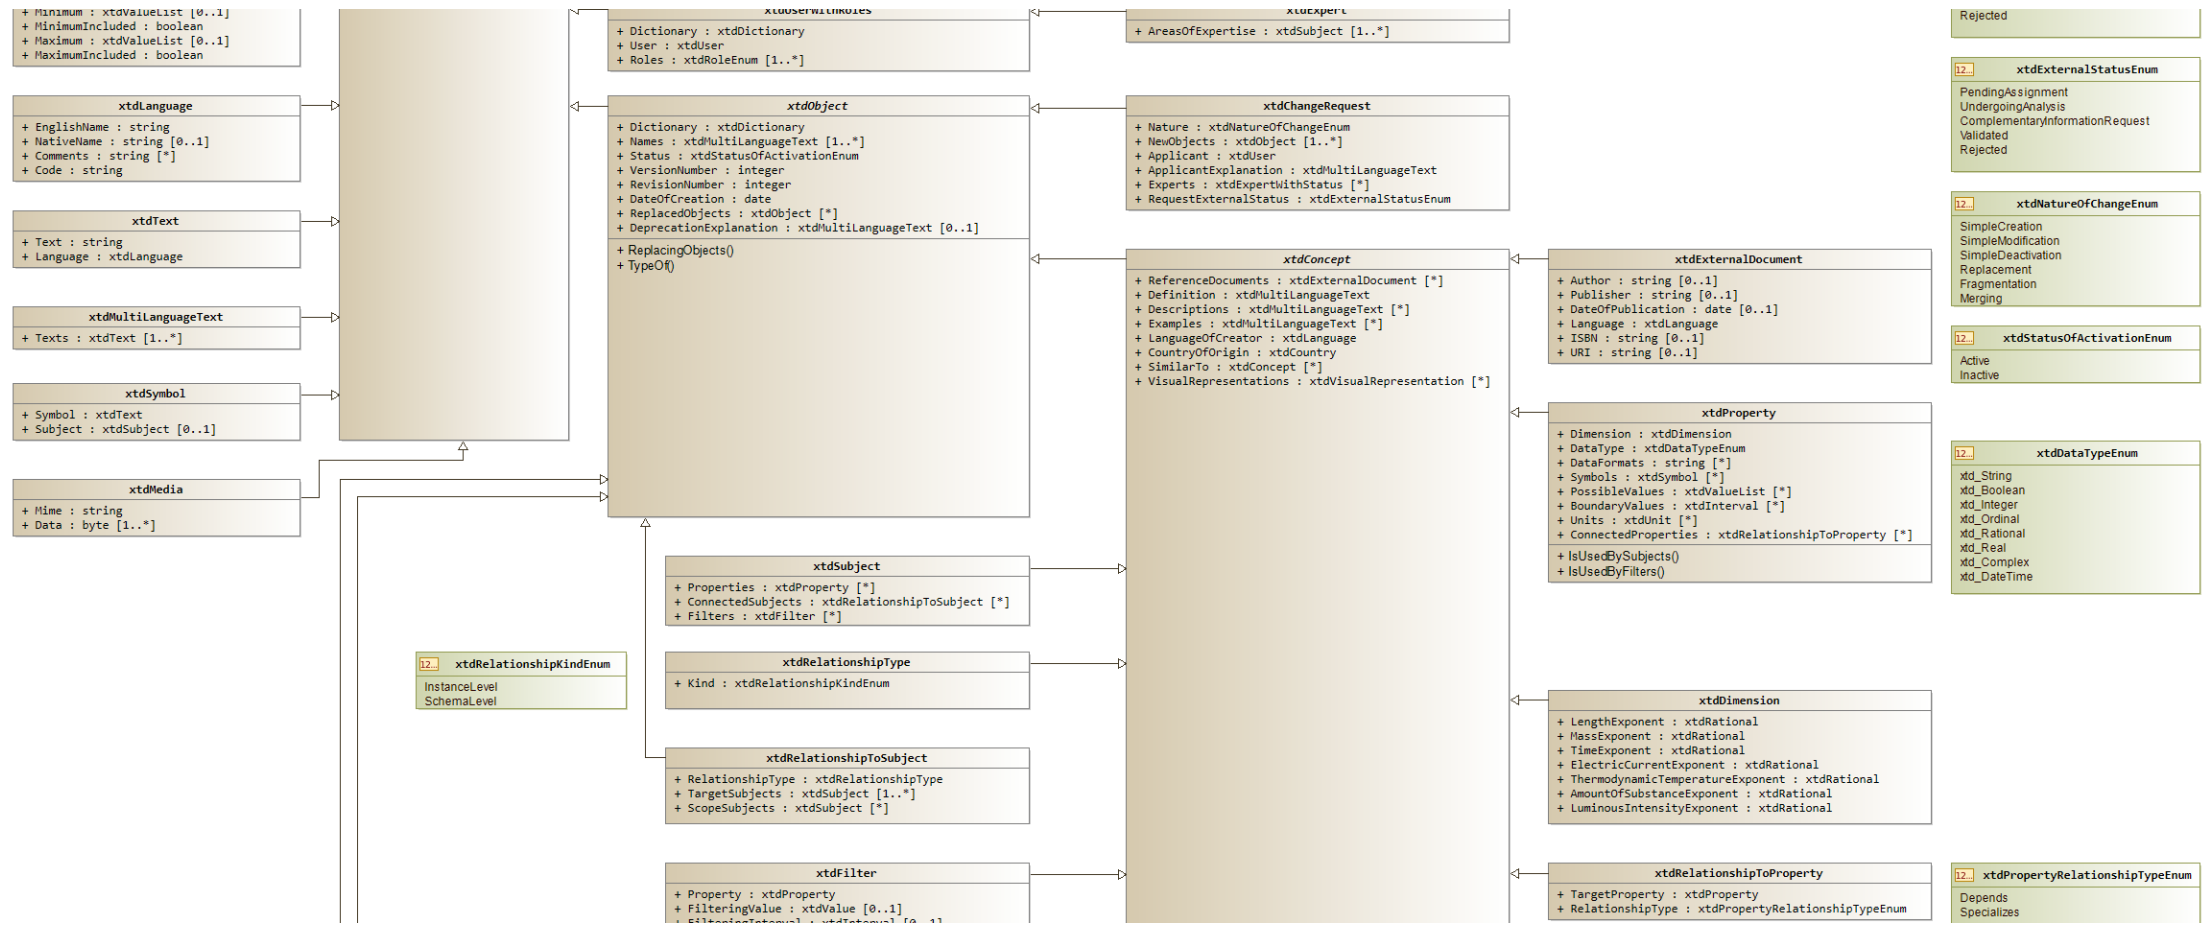 + Minimum : xtdValueList [0..1]
+ MinimumIncluded : boolean
+ Maximum : xtdValueList [0..1]
+ MaximumIncluded : boolean
xtdLanguage
+ EnglishName : string
+ NativeName : string [0..1]
+ Comments : string [*]
+ Code : string
xtdText
+ Text : string
+ Language : xtdLanguage
xtdMultiLanguageText
+ Texts : xtdText [1..*]
xtdSymbol
+ Symbol : xtdText
+ Subject : xtdSubject [0..1]
xtdMedia
+ Mime : string
+ Data : byte [1..*]
xtdUserWithRoles
+ Dictionary : xtdDictionary
+ User : xtdUser
+ Roles : xtdRoleEnum [1..*]
xtdObject
+ Dictionary : xtdDictionary
+ Names : xtdMultiLanguageText [1..*]
+ Status : xtdStatusOfActivationEnum
+ VersionNumber : integer
+ RevisionNumber : integer
+ DateOfCreation : date
+ ReplacedObjects : xtdObject [*]
+ DeprecationExplanation : xtdMultiLanguageText [0..1]
+ ReplacingObjects()
+ TypeOf()
xtdSubject
+ Properties : xtdProperty [*]
+ ConnectedSubjects : xtdRelationshipToSubject [*]
+ Filters : xtdFilter [*]
12... xtdRelationshipKindEnum
InstanceLevel
SchemaLevel
xtdRelationshipType
+ Kind : xtdRelationshipKindEnum
xtdRelationshipToSubject
+ RelationshipType : xtdRelationshipType
+ TargetSubjects : xtdSubject [1..*]
+ ScopeSubjects : xtdSubject [*]
xtdFilter
+ Property : xtdProperty
+ FilteringValue : xtdValue [0..1]
+ FilteringInterval : xtdInterval [0..1]
xtdExpert
+ AreasOfExpertise : xtdSubject [1..*]
xtdChangeRequest
+ Nature : xtdNatureOfChangeEnum
+ NewObjects : xtdObject [1..*]
+ Applicant : xtdUser
+ ApplicantExplanation : xtdMultiLanguageText
+ Experts : xtdExpertWithStatus [*]
+ RequestExternalStatus : xtdExternalStatusEnum
xtdConcept
+ ReferenceDocuments : xtdExternalDocument [*]
+ Definition : xtdMultiLanguageText
+ Descriptions : xtdMultiLanguageText [*]
+ Examples : xtdMultiLanguageText [*]
+ LanguageOfCreator : xtdLanguage
+ CountryOfOrigin : xtdCountry
+ SimilarTo : xtdConcept [*]
+ VisualRepresentations : xtdVisualRepresentation [*]
xtdExternalDocument
+ Author : string [0..1]
+ Publisher : string [0..1]
+ DateOfPublication : date [0..1]
+ Language : xtdLanguage
+ ISBN : string [0..1]
+ URI : string [0..1]
xtdProperty
+ Dimension : xtdDimension
+ DataType : xtdDataTypeEnum
+ DataFormats : string [*]
+ Symbols : xtdSymbol [*]
+ PossibleValues : xtdValueList [*]
+ BoundaryValues : xtdInterval [*]
+ Units : xtdUnit [*]
+ ConnectedProperties : xtdRelationshipToProperty [*]
+ IsUsedBySubjects()
+ IsUsedByFilters()
xtdDimension
+ LengthExponent : xtdRational
+ MassExponent : xtdRational
+ TimeExponent : xtdRational
+ ElectricCurrentExponent : xtdRational
+ ThermodynamicTemperatureExponent : xtdRational
+ AmountOfSubstanceExponent : xtdRational
+ LuminousIntensityExponent : xtdRational
xtdRelationshipToProperty
+ TargetProperty : xtdProperty
+ RelationshipType : xtdPropertyRelationshipTypeEnum
Rejected
12... xtdExternalStatusEnum
PendingAssignment
UndergoingAnalysis
ComplementaryInformationRequest
Validated
Rejected
12... xtdNatureOfChangeEnum
SimpleCreation
SimpleModification
SimpleDeactivation
Replacement
Fragmentation
Merging
12... xtdStatusOfActivationEnum
Active
Inactive
12... xtdDataTypeEnum
xtd_String
xtd_Boolean
xtd_Integer
xtd_Ordinal
xtd_Rational
xtd_Real
xtd_Complex
xtd_DateTime
12... xtdPropertyRelationshipTypeEnum
Depends
Specializes